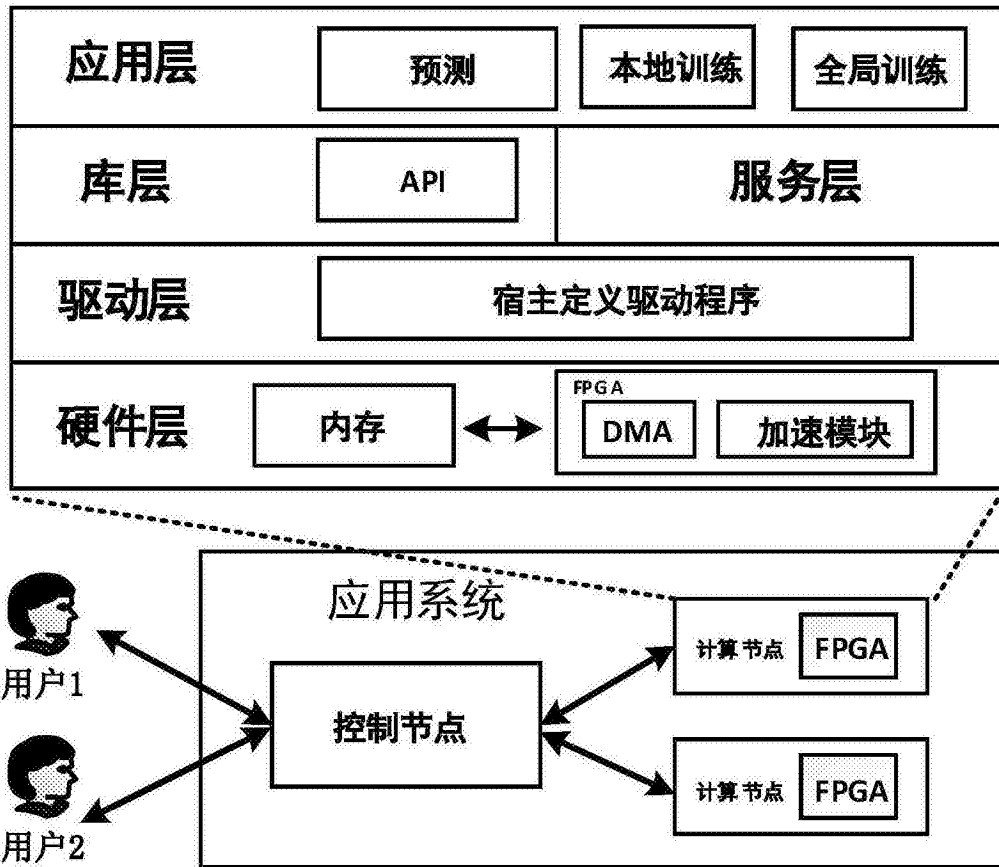 应用层
预测
本地训练
全局训练
库层
API
服务层
驱动层
宿主定义驱动程序
硬件层
内存
FPGA
DMA
加速模块
应用系统
用户1
控制节点
计算节点
FPGA
用户2
计算节点
FPGA